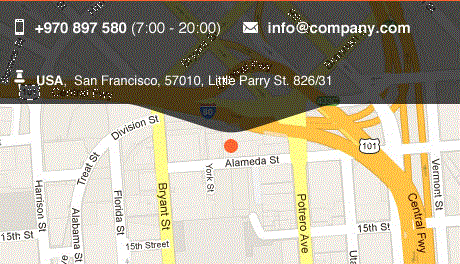 +970 897 580 (7:00 - 20:00)
info@company.com
USA, San Francisco, 57010, Little Parry St. 826/31
80
Division St
101
Alameda St
Treat St
York St
Harrison St
Alabama St
Florida St
Bryant St
Potrero Ave
Central Fwy
Vermont St
15th St
15th Street
15th St